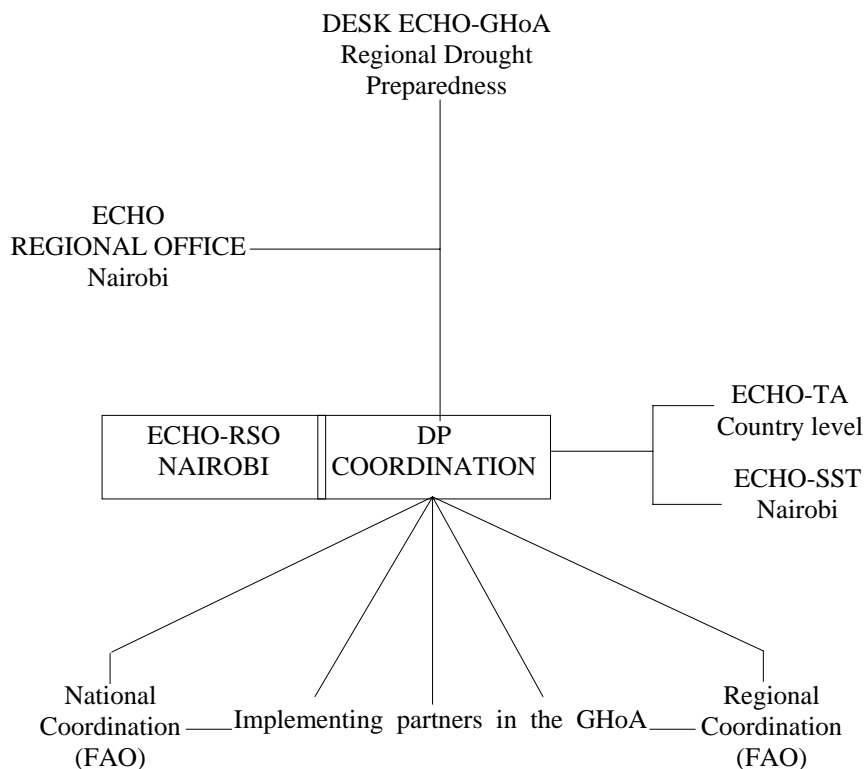 DESK ECHO-GHoA
Regional Drought
Preparedness
ECHO
REGIONAL OFFICE
Nairobi
ECHO-RSO
NAIROBI
DP
COORDINATION
ECHO-TA
Country level
ECHO-SST
Nairobi
National
Coordination
(FAO)
Implementing partners in the GHoA
Regional
Coordination
(FAO)